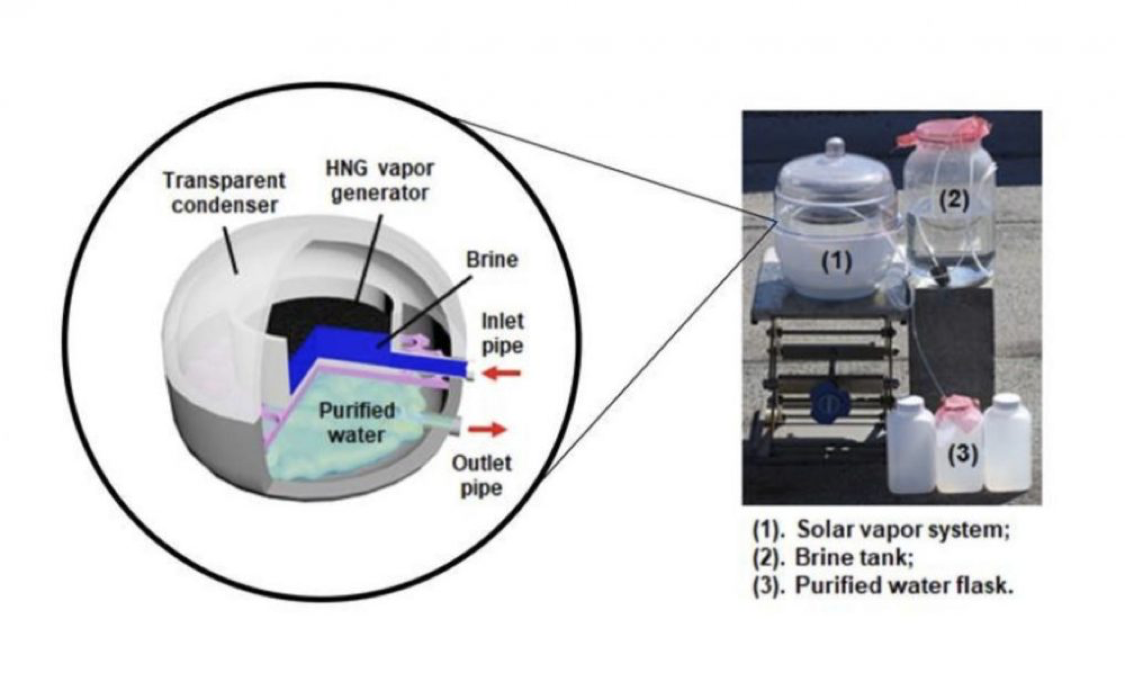 Transparent
condenser
HNG vapor
generator
Brine
Inlet
pipe
Purified
water
Outlet
pipe
(1)
(2)
(3)
(1). Solar vapor system;
(2). Brine tank;
(3). Purified water flask.